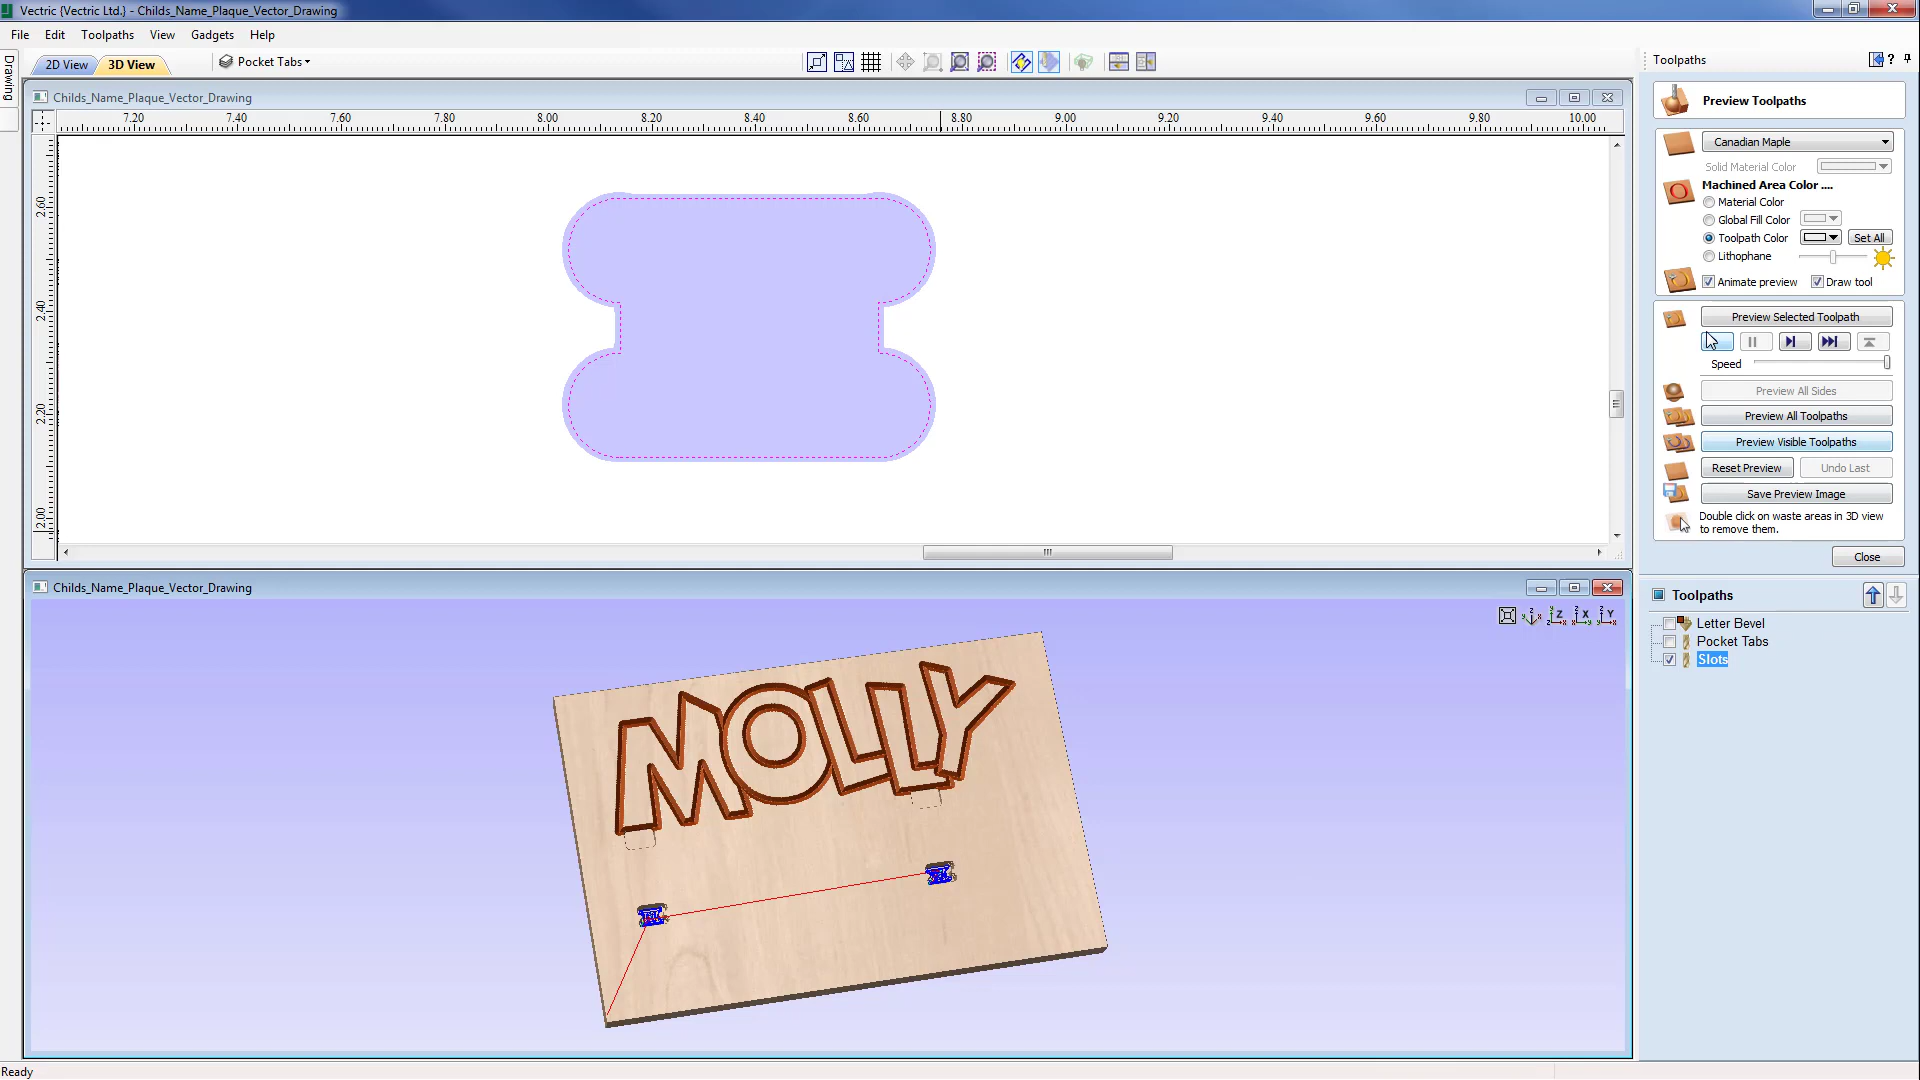 Vectric {Vectric Ltd.} - Childs_Name_Plaque_Vector_Drawing
File Edit Toolpaths View Gadgets Help
Drawing
2D View 3D View Pocket Tabs
Childs_Name_Plaque_Vector_Drawing
7.20 7.40 7.60 7.80 8.00 8.20 8.40 8.60 8.80 9.00 9.20 9.40 9.60 9.80 10.00
2.60
2.40
2.20
2.00
Childs_Name_Plaque_Vector_Drawing
MOLLY
Toolpaths
Preview Toolpaths
Canadian Maple
Solid Material Color
Machined Area Color ....
Material Color
Global Fill Color
Toolpath Color Set All
Lithophane
Animate preview Draw tool
Preview Selected Toolpath
Speed
Preview All Sides
Preview All Toolpaths
Preview Visible Toolpaths
Reset Preview Undo Last
Save Preview Image
Double click on waste areas in 3D view
to remove them.
Close
Toolpaths
Letter Bevel
Pocket Tabs
Slots
Ready